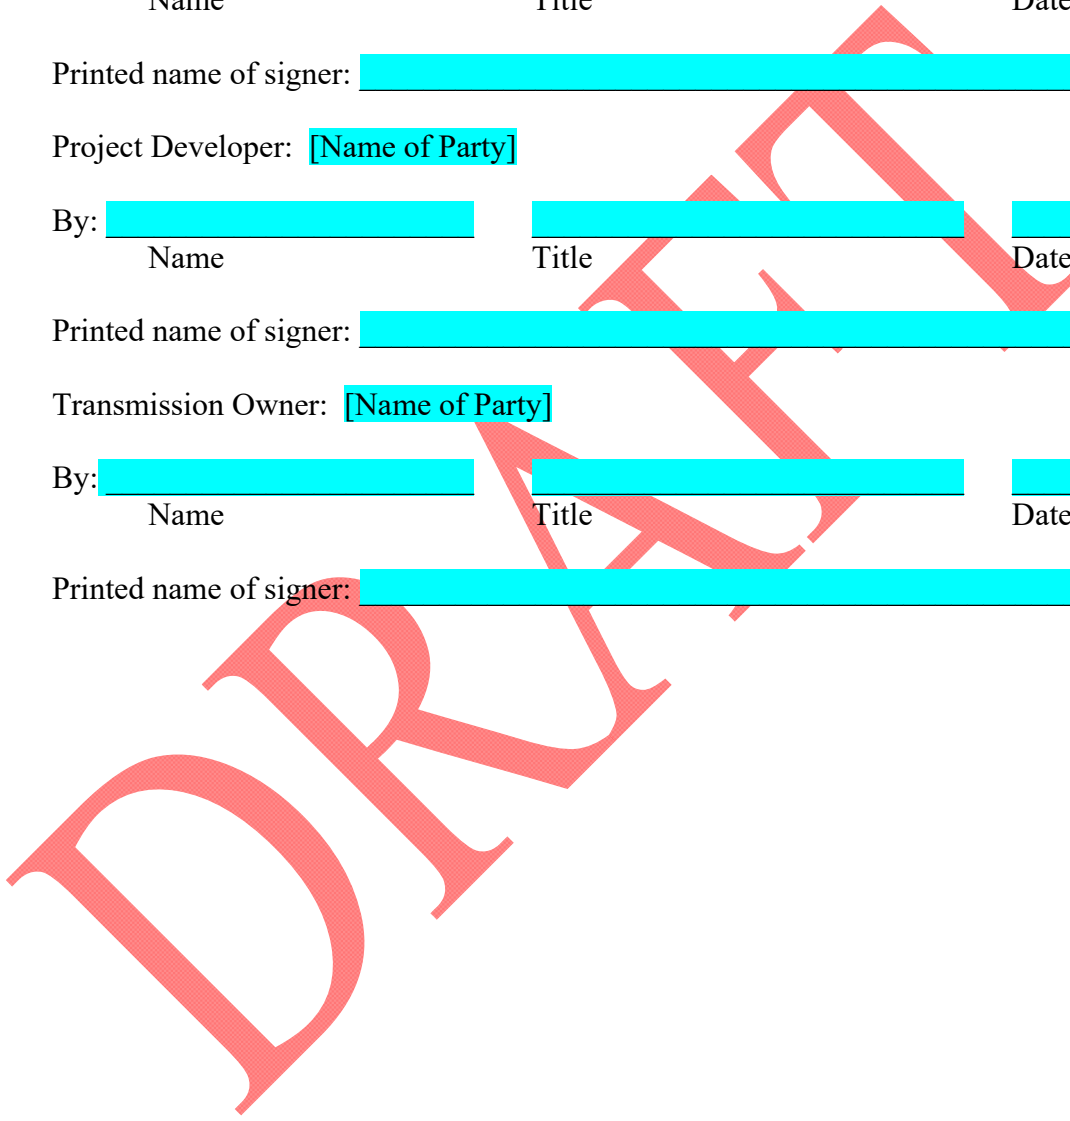 Name Title Date
Printed name of signer:
Project Developer: [Name of Party]
By:
Name Title Date
Printed name of signer:
Transmission Owner: [Name of Party]
By:
Name Title Date
Printed name of signer:
DRAFT